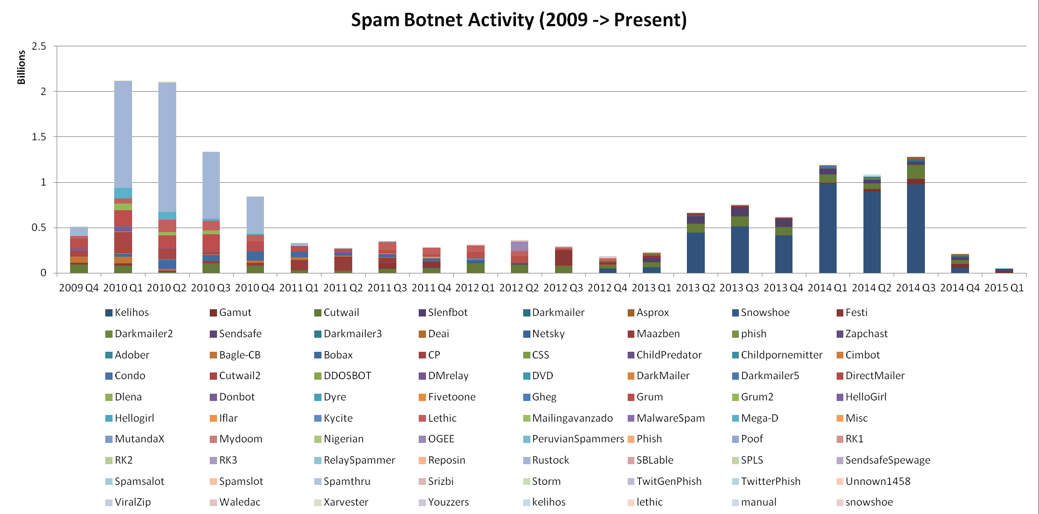 Spam Botnet Activity (2009 -> Present)
Billions
2.5
2
1.5
1
0.5
0
2009 Q4 2010 Q1 2010 Q2 2010 Q3 2010 Q4 2011 Q1 2011 Q2 2011 Q3 2011 Q4 2012 Q1 2012 Q2 2012 Q3 2012 Q4 2013 Q1 2013 Q2 2013 Q3 2013 Q4 2014 Q1 2014 Q2 2014 Q3 2014 Q4 2015 Q1
Kelihos Gamut Cutwail Slenfbot Darkmailer Asprox Snowshoe Festi
Darkmailer2 Sendsafe Darkmailer3 Deai Netsky Maazben phish Zapchast
Adober Bagle-CB Bobax CP CSS ChildPredator Childpornemitter Cimbot
Condo Cutwail2 DDOSBOT DMrelay DVD DarkMailer Darkmailer5 DirectMailer
Dlena Donbot Dyre Fivetoone Gheg Grum Grum2 HelloGirl
Hellogirl Iflar Kycite Lethic Mailingavanzado MalwareSpam Mega-D Misc
MutandaX Mydoom Nigerian OGEE PeruvianSpammers Phish Poof RK1
RK2 RK3 RelaySpammer Reposin Rustock SBLable SPLS SendsafeSpewage
Spamsalot Spamslot Spamthru Srizbi Storm TwitGenPhish TwitterPhish Unnown1458
ViralZip Waledac Xarvester Youzzers kelihos lethic manual snowshoe